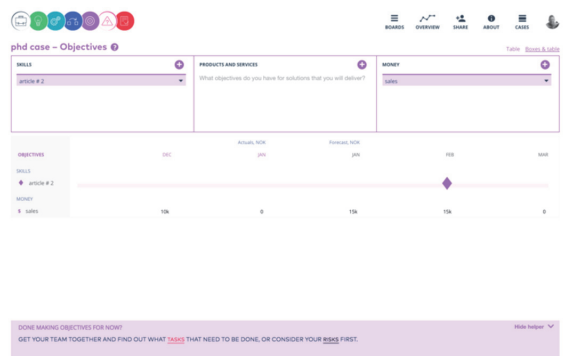 BOARDS OVERVIEW SHARE ABOUT CASES
phd case – Objectives ?
Table Boxes & table
SKILLS
article # 2
PRODUCTS AND SERVICES
What objectives do you have for solutions that you will deliver?
MONEY
sales
Actuals, NOK Forecast, NOK
OBJECTIVES DEC JAN JAN FEB MAR
SKILLS
article # 2
MONEY
sales 10k 0 15k 15k 0
DONE MAKING OBJECTIVES FOR NOW? Hide helper
GET YOUR TEAM TOGETHER AND FIND OUT WHAT TASKS THAT NEED TO BE DONE, OR CONSIDER YOUR RISKS FIRST.